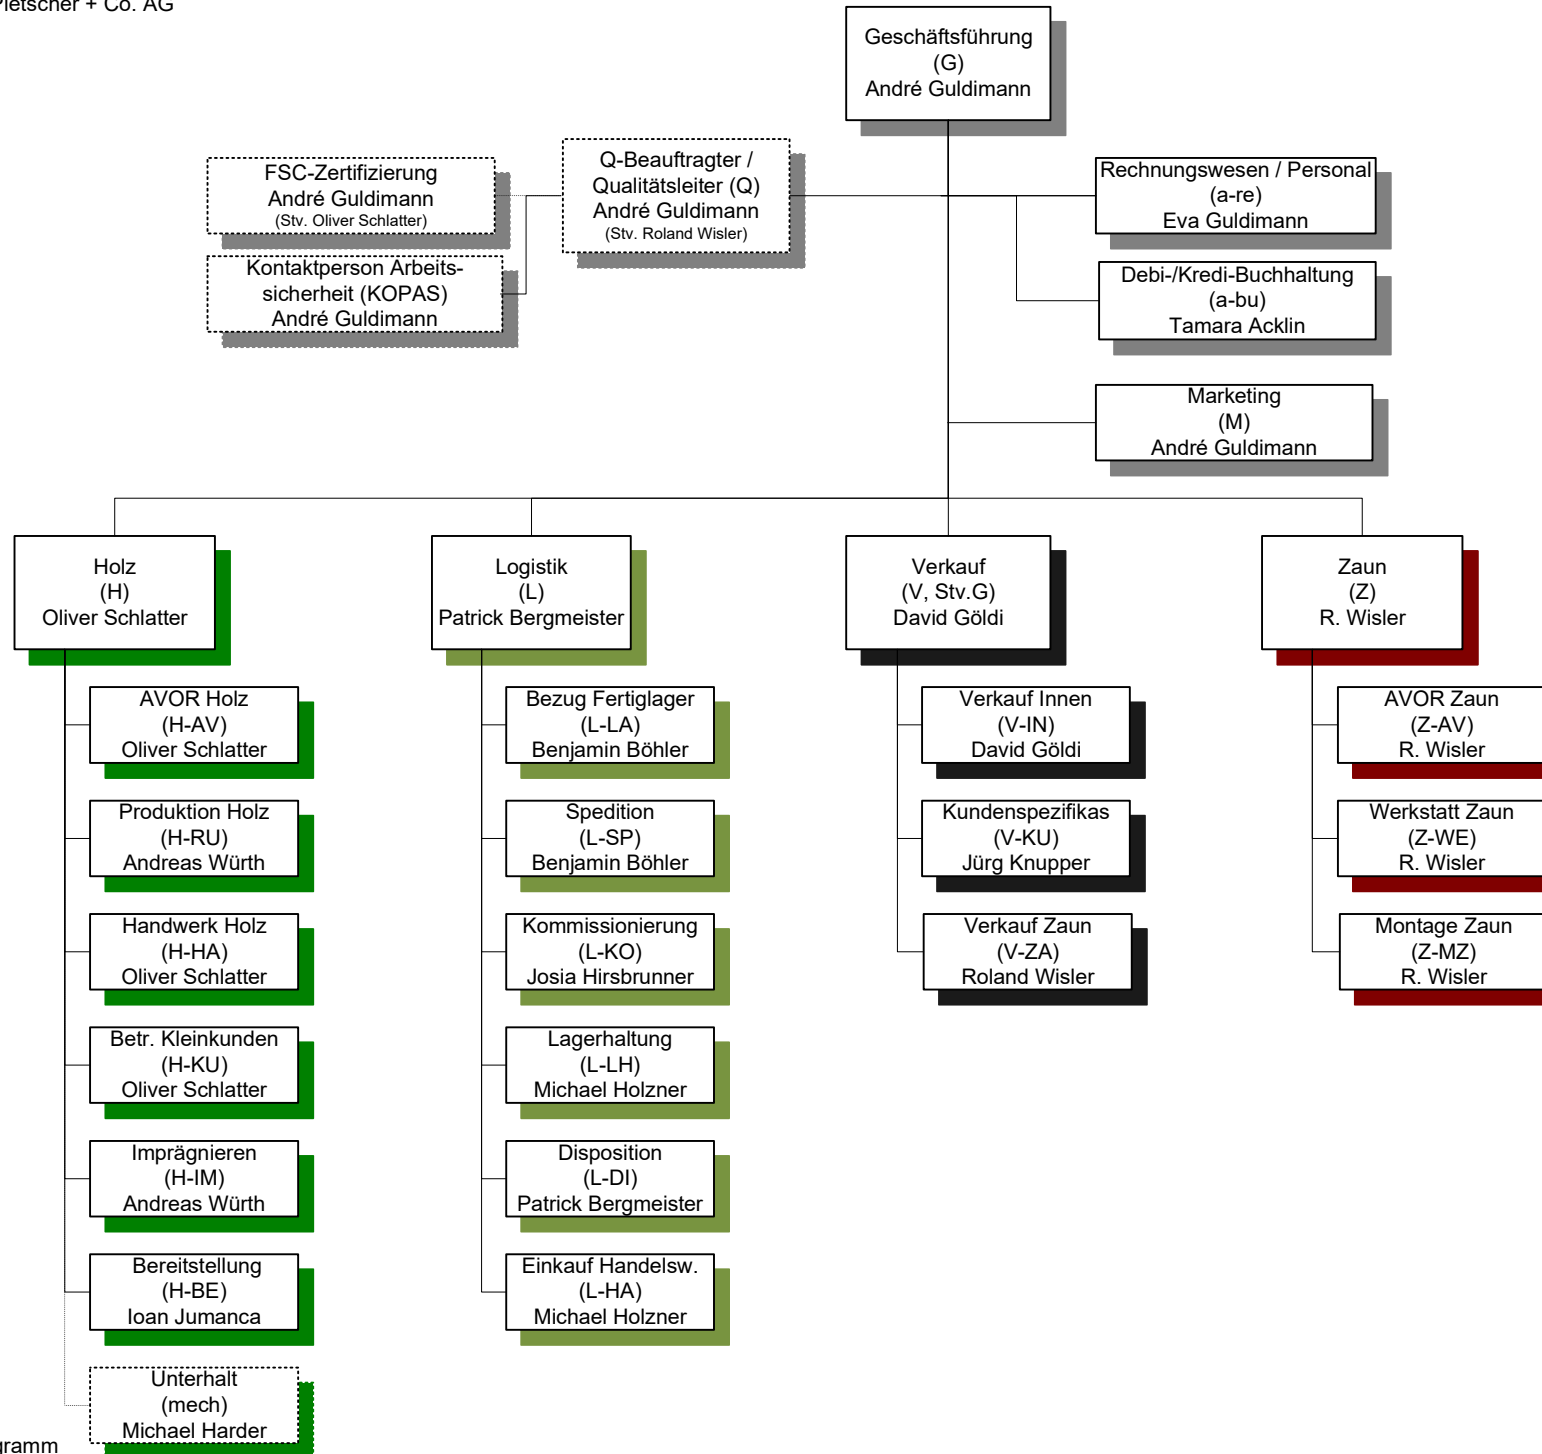 Pletscher + Co. AG
Geschäftsführung
(G)
André Guldimann
FSC-Zertifizierung
André Guldimann
(Stv. Oliver Schlatter)
Q-Beauftragter /
Qualitätsleiter (Q)
André Guldimann
(Stv. Roland Wisler)
Rechnungswesen / Personal
(a-re)
Eva Guldimann
Kontaktperson Arbeits-
sicherheit (KOPAS)
André Guldimann
Debi-/Kredi-Buchhaltung
(a-bu)
Tamara Acklin
Marketing
(M)
André Guldimann
Holz
(H)
Oliver Schlatter
Logistik
(L)
Patrick Bergmeister
Verkauf
(V, Stv.G)
David Göldi
Zaun
(Z)
R. Wisler
AVOR Holz
(H-AV)
Oliver Schlatter
Produktion Holz
(H-RU)
Andreas Würth
Handwerk Holz
(H-HA)
Oliver Schlatter
Betr. Kleinkunden
(H-KU)
Oliver Schlatter
Imprägnieren
(H-IM)
Andreas Würth
Bereitstellung
(H-BE)
Ioan Jumanca
Unterhalt
(mech)
Michael Harder
Bezug Fertiglager
(L-LA)
Benjamin Böhler
Spedition
(L-SP)
Benjamin Böhler
Kommissionierung
(L-KO)
Josia Hirsbrunner
Lagerhaltung
(L-LH)
Michael Holzner
Disposition
(L-DI)
Patrick Bergmeister
Einkauf Handelsw.
(L-HA)
Michael Holzner
Verkauf Innen
(V-IN)
David Göldi
Kundenspezifikas
(V-KU)
Jürg Knupper
Verkauf Zaun
(V-ZA)
Roland Wisler
AVOR Zaun
(Z-AV)
R. Wisler
Werkstatt Zaun
(Z-WE)
R. Wisler
Montage Zaun
(Z-MZ)
R. Wisler
gramm